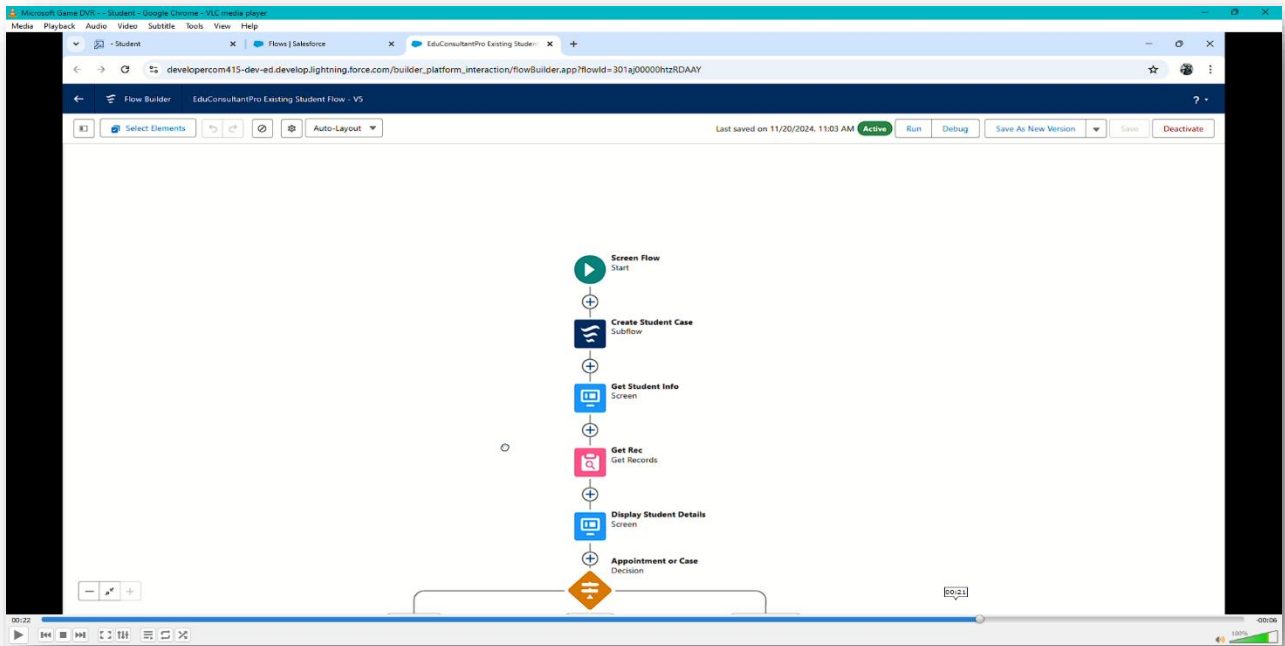 Microsoft Game DVR - - Student - Google Chrome - VLC media player
Media Playback Audio Video Subtitle Tools View Help
- Student
Flows | Salesforce
EduConsultantPro Existing Studen
developercom415-dev-ed.develop.lightning.force.com/builder_platform_interaction/flowBuilder.app?flowId=301aj00000htzRDAAY
Flow Builder EduConsultantPro Existing Student Flow - V5 ?
Select Elements Auto-Layout Last saved on 11/20/2024, 11:03 AM Active Run Debug Save As New Version Save Deactivate
Screen Flow
Start
Create Student Case
Subflow
Get Student Info
Screen
Get Rec
Get Records
Display Student Details
Screen
Appointment or Case
Decision
00:21
00:22 -00:06
100%